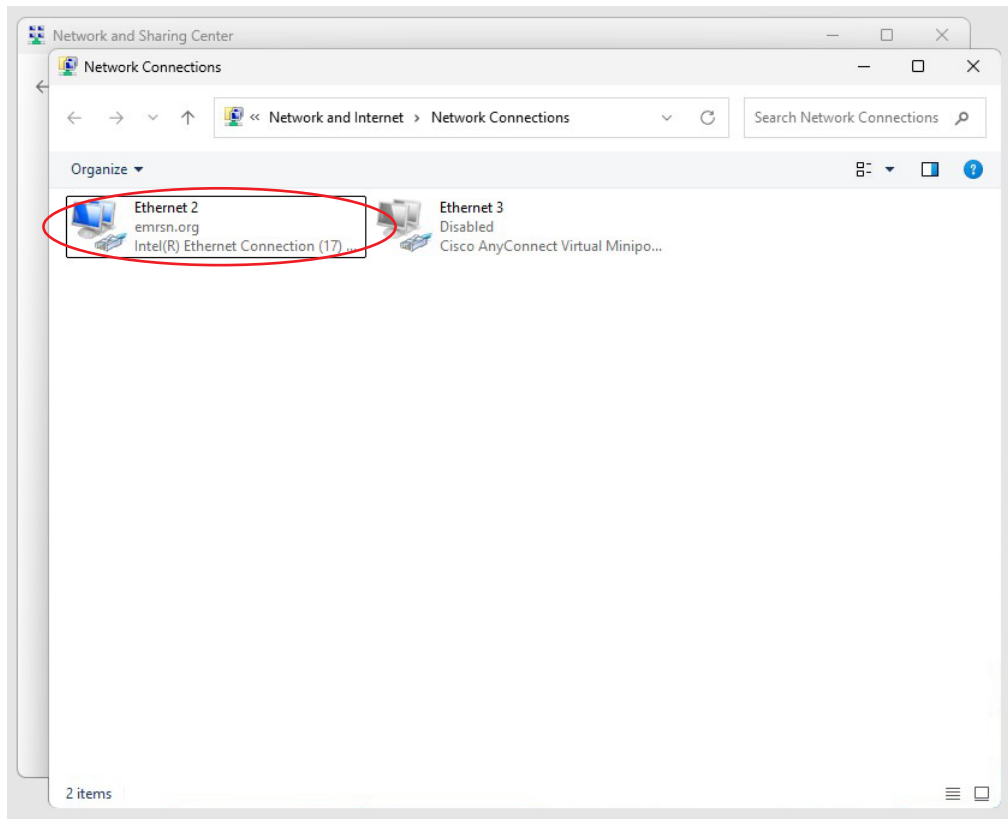 Network and Sharing Center
Network Connections
« Network and Internet › Network Connections
Search Network Connections
Organize
Ethernet 2
emrsn.org
Intel(R) Ethernet Connection (17) ...
Ethernet 3
Disabled
Cisco AnyConnect Virtual Minipo...
2 items